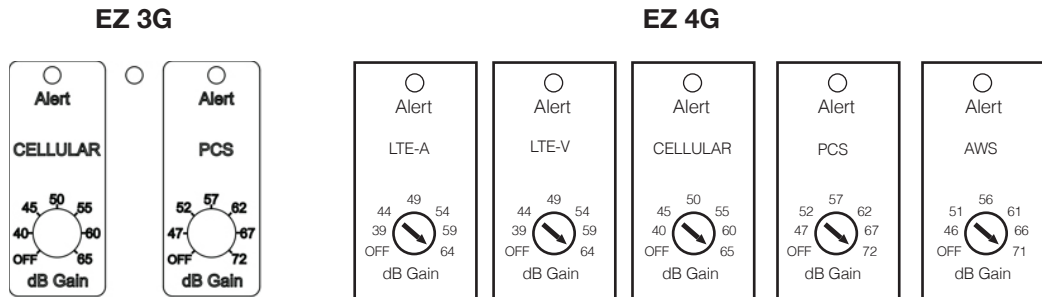 EZ 3G
EZ 4G
Alert
CELLULAR
50
45 55
40 60
OFF 65
dB Gain
Alert
PCS
57
52 62
47 67
OFF 72
dB Gain
Alert
LTE-A
49
44 54
39 59
OFF 64
dB Gain
Alert
LTE-V
49
44 54
39 59
OFF 64
dB Gain
Alert
CELLULAR
50
45 55
40 60
OFF 65
dB Gain
Alert
PCS
57
52 62
47 67
OFF 72
dB Gain
Alert
AWS
56
51 61
46 66
OFF 71
dB Gain